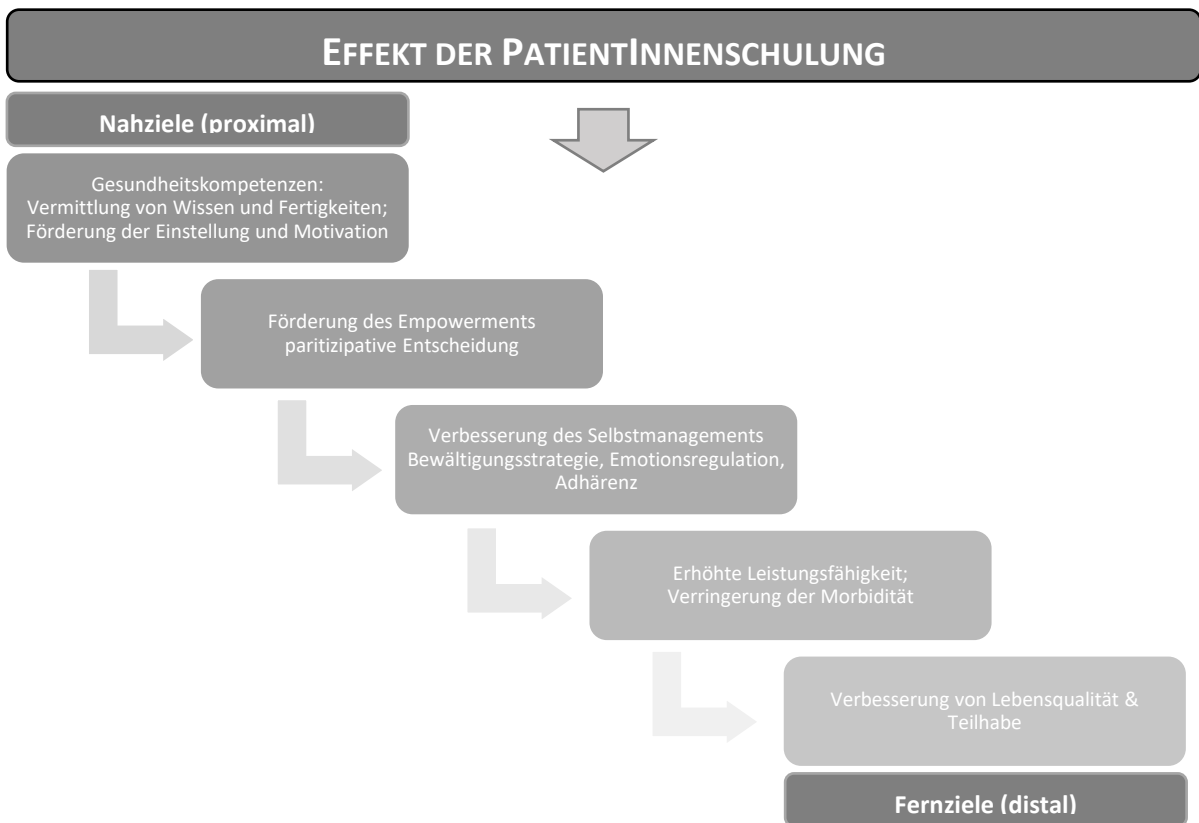 EFFEKT DER PATIENTINNENSCHULUNG
Nahziele (proximal)
Gesundheitskompetenzen:
Vermittlung von Wissen und Fertigkeiten;
Förderung der Einstellung und Motivation
Förderung des Empowerments
paritizipative Entscheidung
Verbesserung des Selbstmanagements
Bewältigungsstrategie, Emotionsregulation,
Adhärenz
Erhöhte Leistungsfähigkeit;
Verringerung der Morbidität
Verbesserung von Lebensqualität &
Teilhabe
Fernziele (distal)